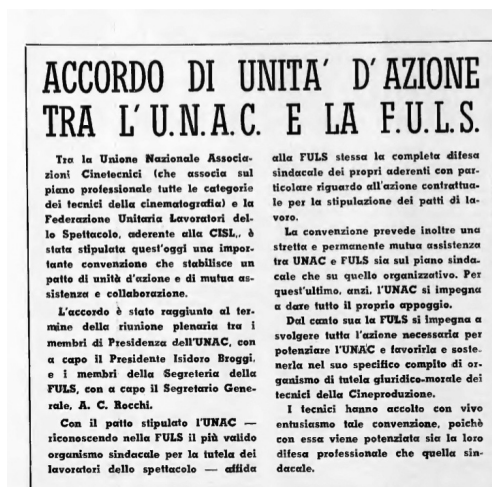 ACCORDO DI UNITA' D'AZIONE
TRA L'U.N.A.C. E LA F.U.L.S.
Tra la Unione Nazionale Associa-
zioni Cinetecnici (che associa sul
piano professionale tutte le categorie
dei tecnici della cinematografia) e la
Federazione Unitaria Lavoratori del-
lo Spettacolo, aderente alla CISL,. è
stata stipulata quest'oggi una impor-
tante convenzione che stabilisce un
patto di unità d'azione e di mutua as-
sistenza e collaborazione.
L'accordo è stato raggiunto al ter-
mine della riunione plenaria tra i
membri di Presidenza dell'UNAC, con
a capo il Presidente Isidoro Broggi,
e i membri della Segreteria della
FULS, con a capo il Segretario Gene-
rale, A. C. Rocchi.
Con il patto stipulato l'UNAC —
riconoscendo nella FULS il più valido
organismo sindacale per la tutela dei
lavoratori dello spettacolo — affida
alla FULS stessa la completa difesa
sindacale dei propri aderenti con par-
ticolare riguardo all'azione contrattua-
le per la stipulazione dei patti di la-
voro.
La convenzione prevede inoltre una
stretta e permanente mutua assistenza
tra UNAC e FULS sia sul piano sinda-
cale che su quello organizzativo. Per
quest'ultimo, anzi, l'UNAC si impegna
a dare tutto il proprio appoggio.
Dal canto sua la FULS si impegna a
svolgere tutta l'azione necessaria per
potenziare l'UNAC e favorirla e soste-
nerla nel suo specifico compito di or-
ganismo di tutela giuridico-morale dei
tecnici della Cineproduzione.
I tecnici hanno accolto con vivo
entusiasmo tale convenzione, poichè
con essa viene potenziata sia la loro
difesa professionale che quella sin-
dacale.